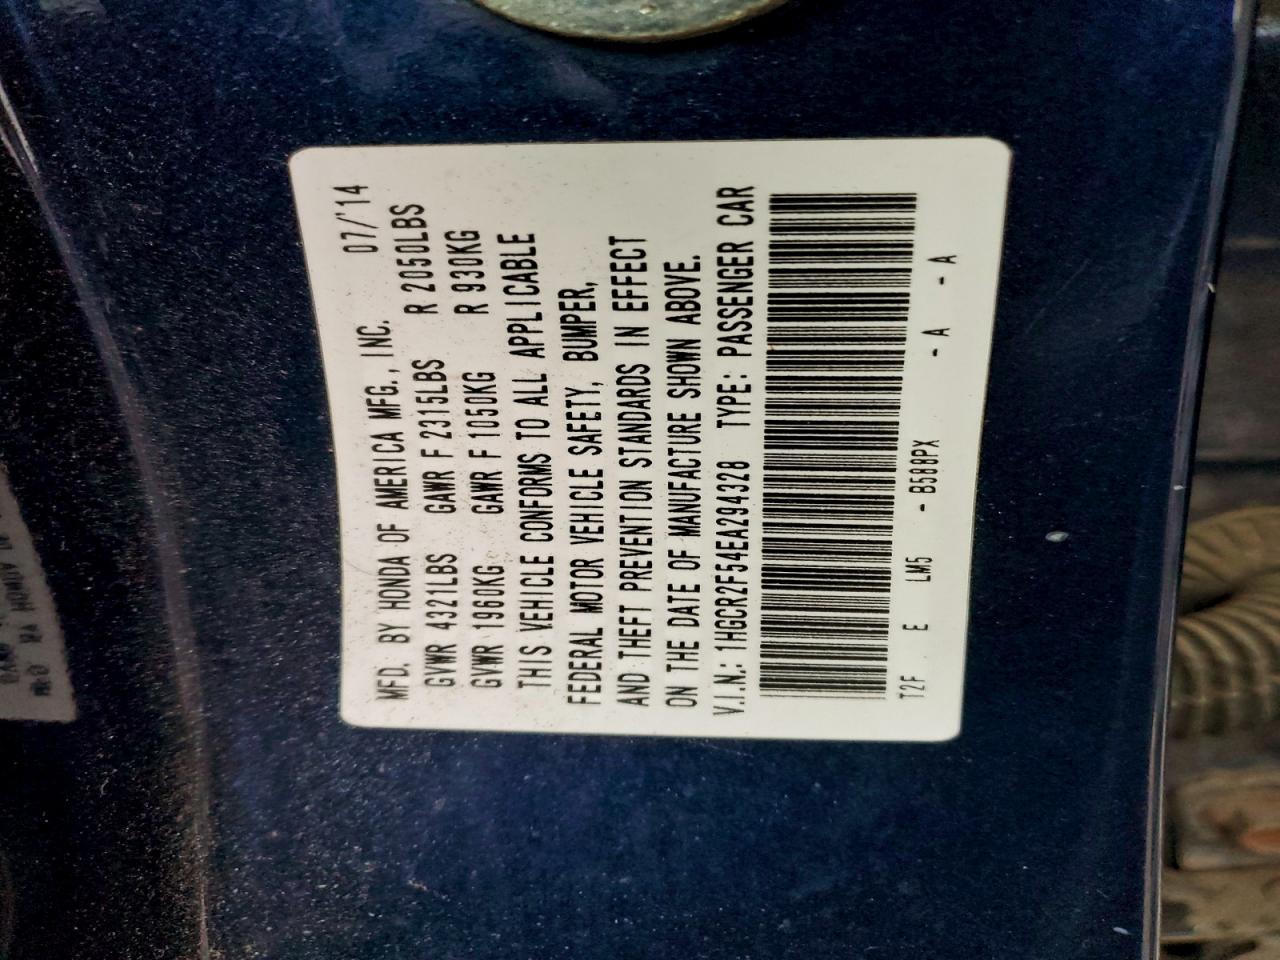 MFD. BY HONDA OF AMERICA MFG., INC. 07/'14
GVWR 4321LBS GAWR F 2315LBS R 2050LBS
GVWR 1960KG GAWR F 1050KG R 930KG
THIS VEHICLE CONFORMS TO ALL APPLICABLE
FEDERAL MOTOR VEHICLE SAFETY, BUMPER,
AND THEFT PREVENTION STANDARDS IN EFFECT
ON THE DATE OF MANUFACTURE SHOWN ABOVE.
V.I.N.: 1HGCR2F54EA294328 TYPE: PASSENGER CAR
T2F E LM5 - B588PX - A - A